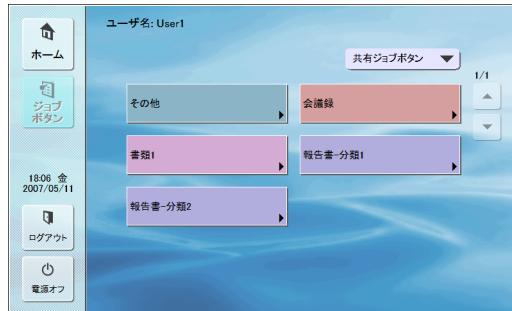 ホーム
ジョブ
ボタン
18:06 金
2007/05/11
ログアウト
電源オフ
ユーザ名: User1
共有ジョブボタン
1/1
その他
会議録
書類1
報告書-分類1
報告書-分類2